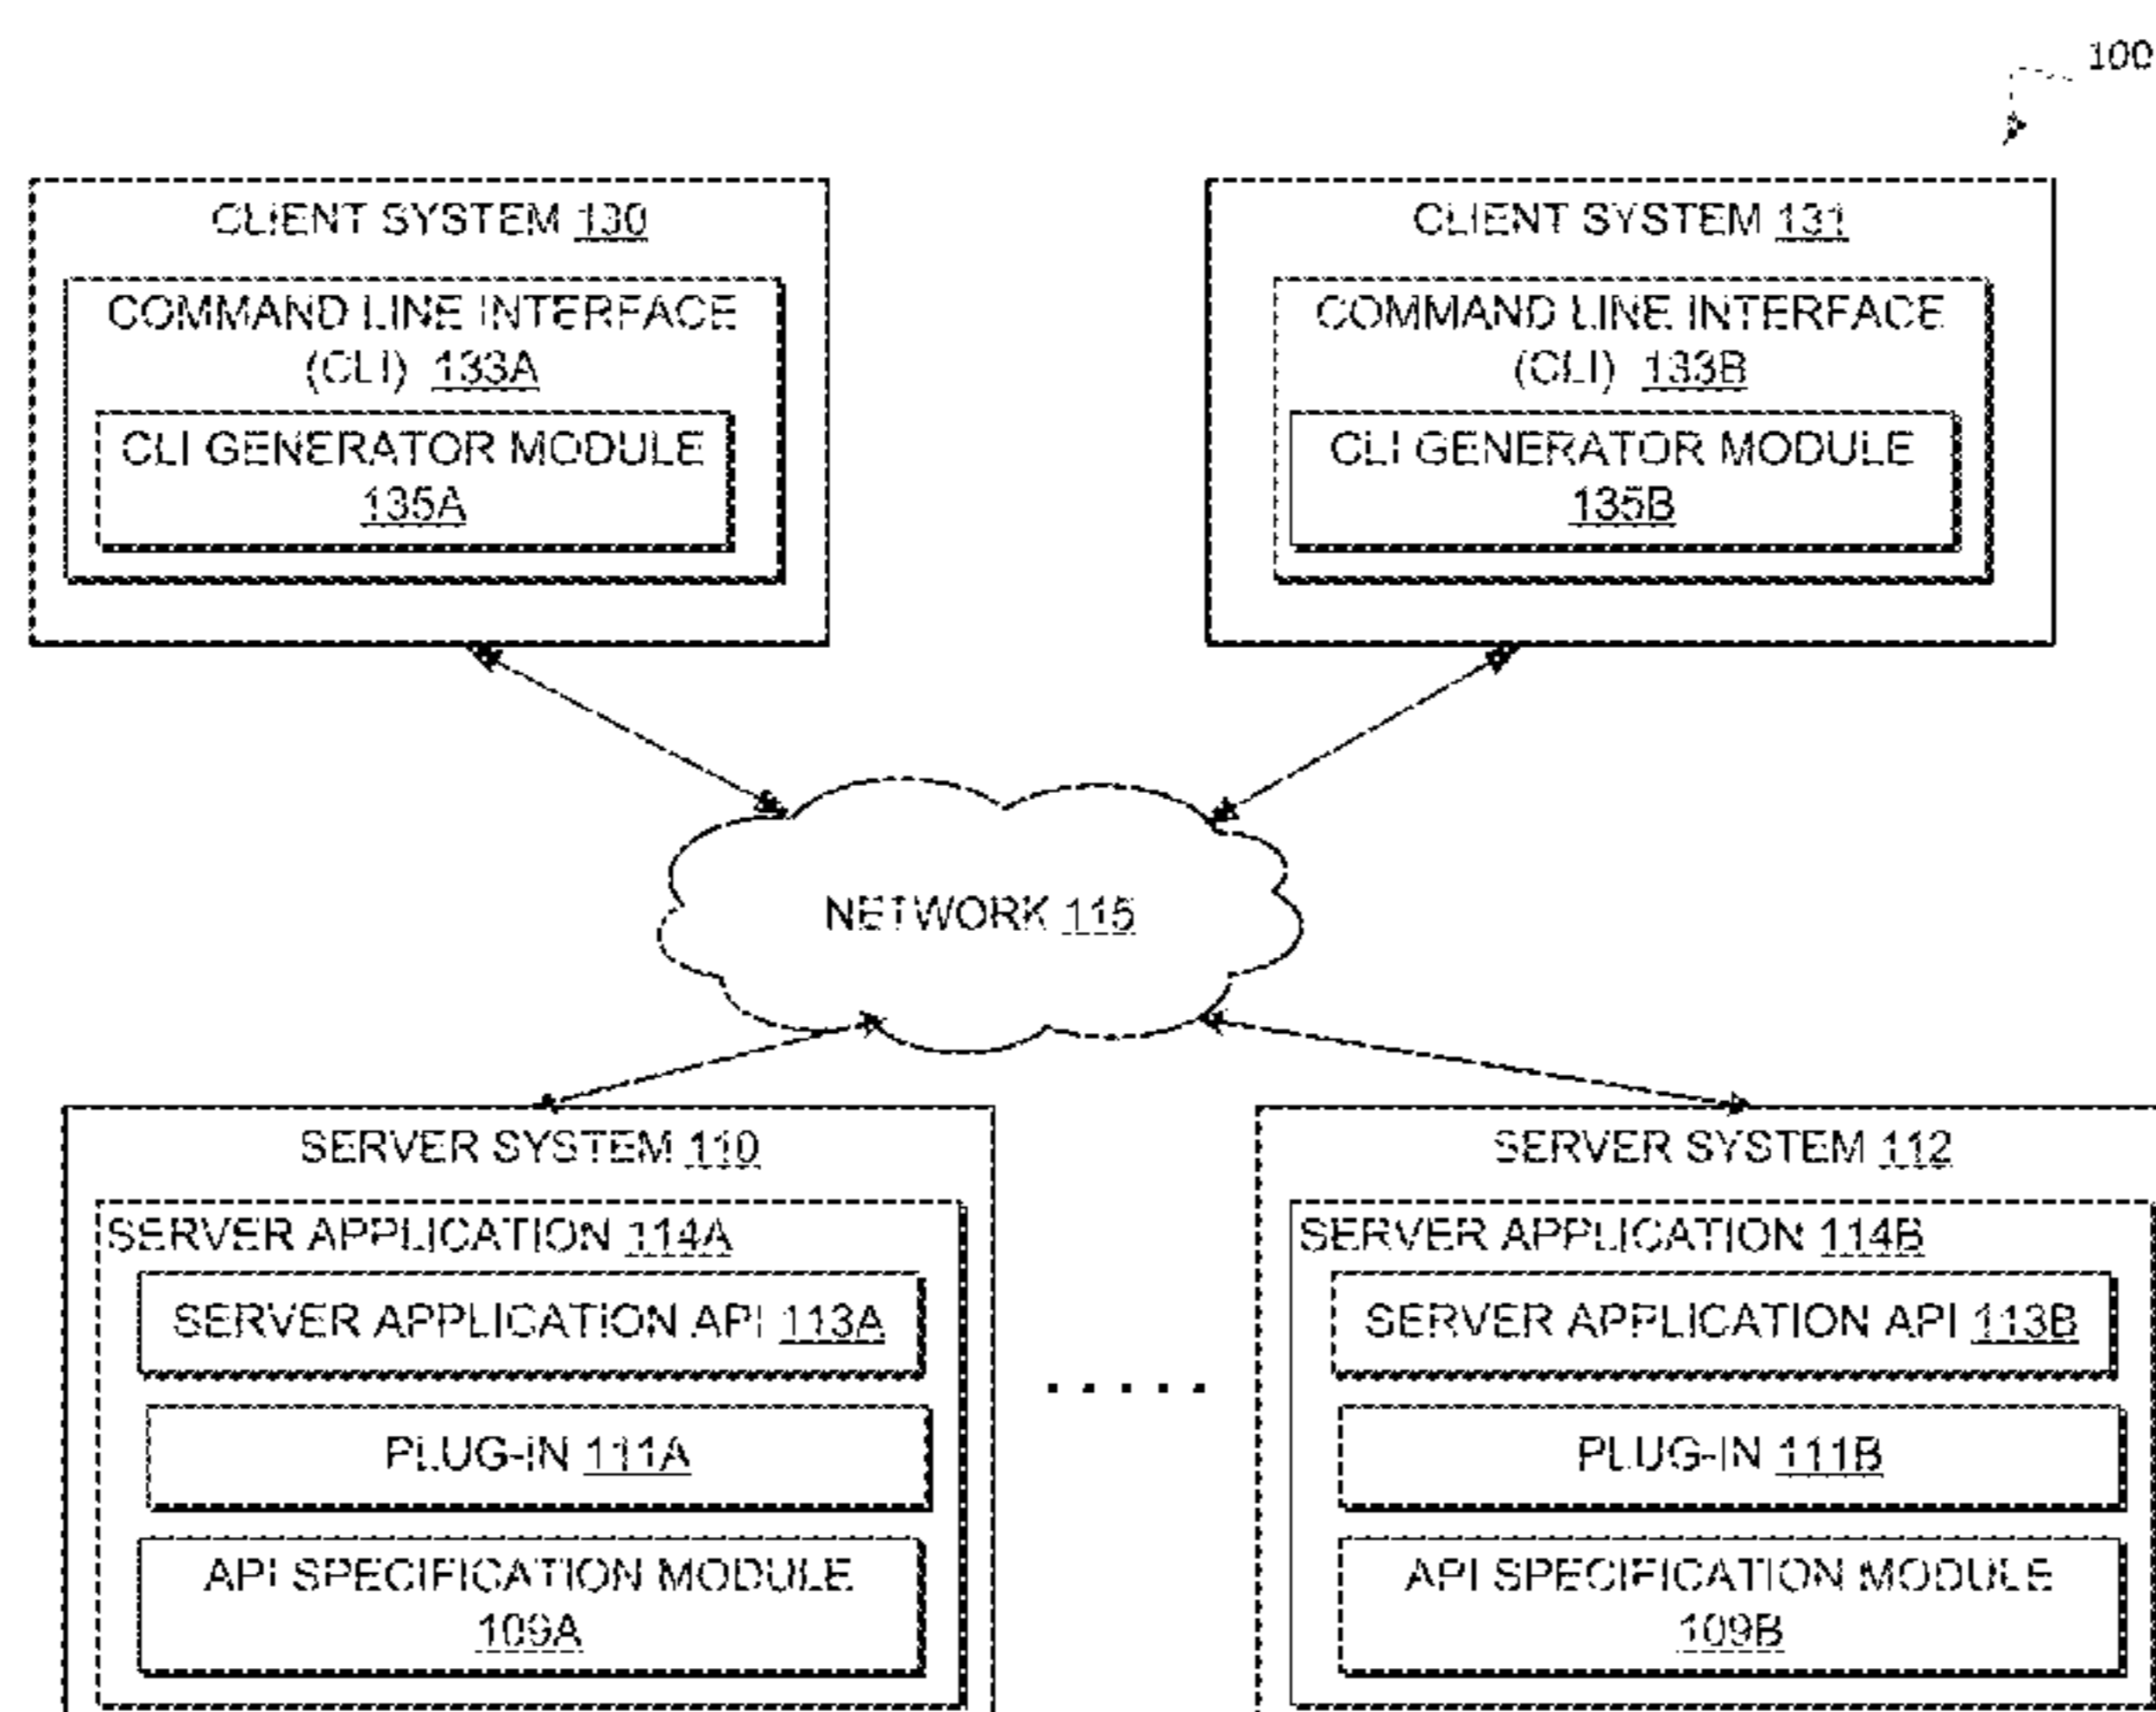 100
CLIENT SYSTEM 130
COMMAND LINE INTERFACE
(CLI) 133A
CLI GENERATOR MODULE
135A
CLIENT SYSTEM 131
COMMAND LINE INTERFACE
(CLI) 133B
CLI GENERATOR MODULE
135B
NETWORK 115
SERVER SYSTEM 110
SERVER APPLICATION 114A
SERVER APPLICATION API 113A
PLUG-IN 111A
API SPECIFICATION MODULE
109A
SERVER SYSTEM 112
SERVER APPLICATION 114B
SERVER APPLICATION API 113B
PLUG-IN 111B
API SPECIFICATION MODULE
109B